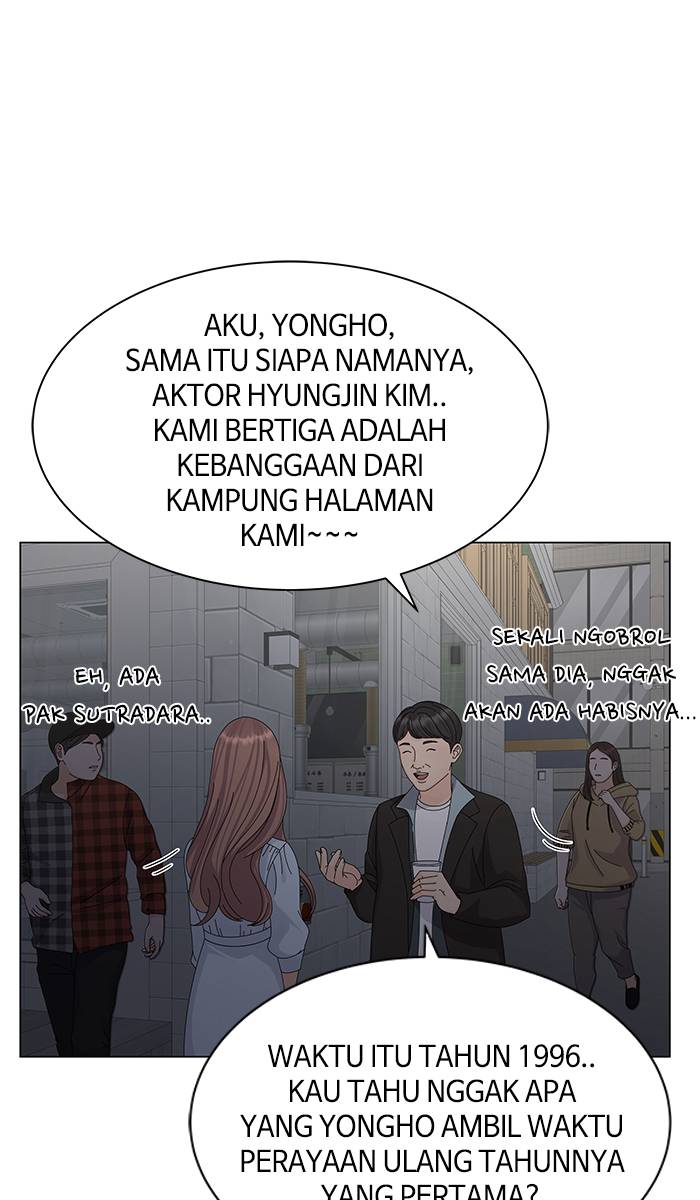 AKU, YONGHO,
SAMA ITU SIAPA NAMANYA,
AKTOR HYUNGJIN KIM..
KAMI BERTIGA ADALAH
KEBANGGAAN DARI
KAMPUNG HALAMAN
KAMI~~~
EH, ADA
PAK SUTRADARA..
SEKALI NGOBROL
SAMA DIA, NGGAK
AKAN ADA HABISNYA...
WAKTU ITU TAHUN 1996..
KAU TAHU NGGAK APA
YANG YONGHO AMBIL WAKTU
PERAYAAN ULANG TAHUNNYA
YANG PERTAMA?